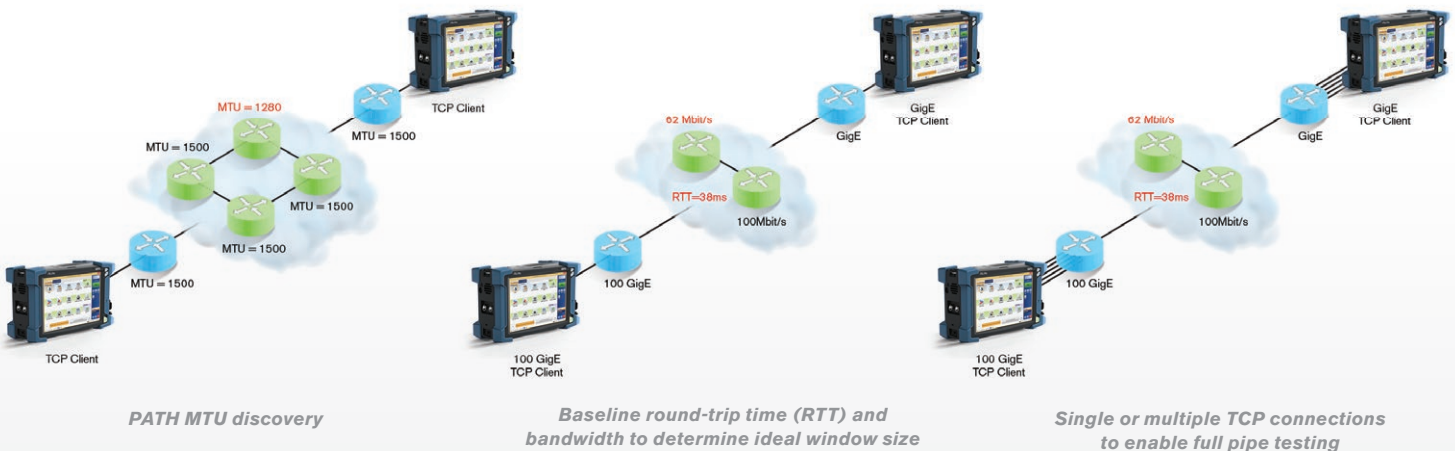 TCP Client
MTU = 1280
MTU = 1500
MTU = 1500
MTU = 1500
MTU = 1500
MTU = 1500
TCP Client
PATH MTU discovery
GigE
TCP Client
GigE
62 Mbit/s
RTT=38ms
100Mbit/s
100 GigE
100 GigE
TCP Client
Baseline round-trip time (RTT) and
bandwidth to determine ideal window size
GigE
TCP Client
GigE
62 Mbit/s
RTT=38ms
100Mbit/s
100 GigE
100 GigE
TCP Client
Single or multiple TCP connections
to enable full pipe testing